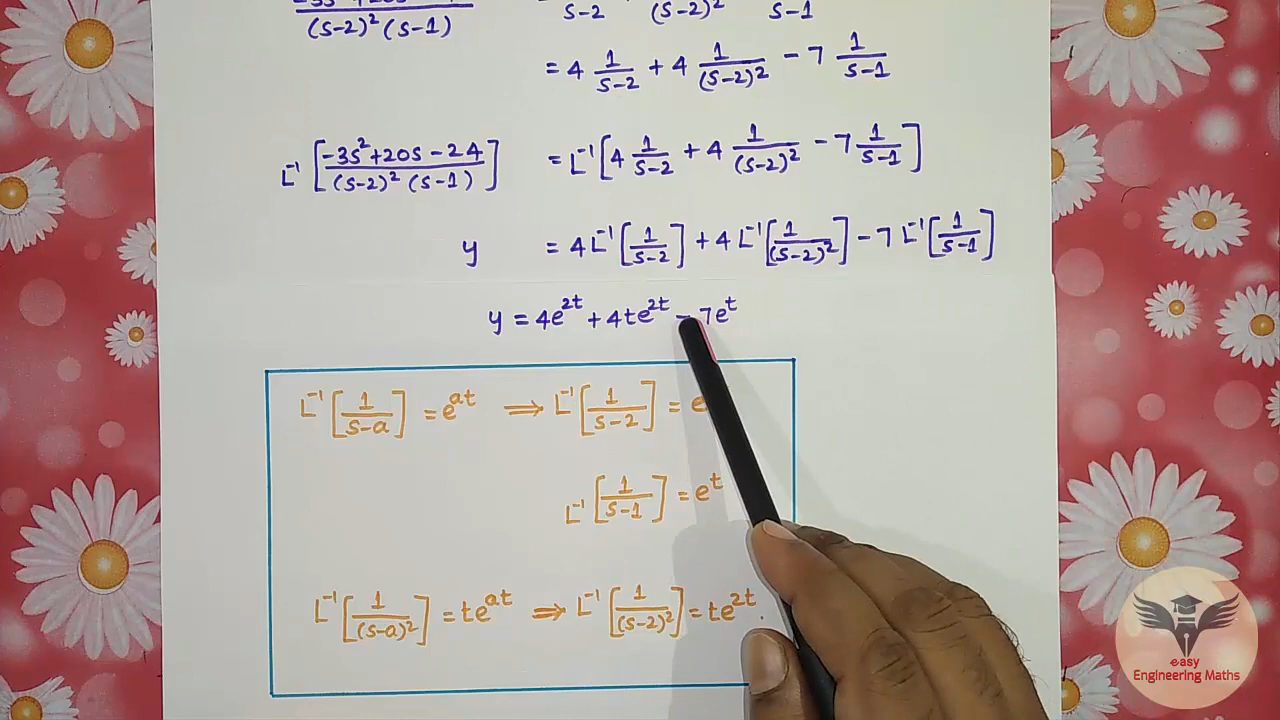 -3s²+20s
(s-2)² (s-1)
s-2 (s-2)² s-1
= 4 1/(s-2) + 4 1/(s-2)² - 7 1/(s-1)
L⁻¹[(-3s²+20s-24)/((s-2)² (s-1))] = L⁻¹[4 1/(s-2) + 4 1/(s-2)² - 7 1/(s-1)]
y = 4L⁻¹[1/(s-2)] + 4L⁻¹[1/(s-2)²] - 7L⁻¹[1/(s-1)]
y = 4e^2t + 4te^2t - 7e^t
L⁻¹[1/(s-a)] = e^at ⟹ L⁻¹[1/(s-2)] = e
L⁻¹[1/(s-1)] = e^t
L⁻¹[1/(s-a)²] = te^at ⟹ L⁻¹[1/(s-2)²] = te^2t.
easy
Engineering Maths